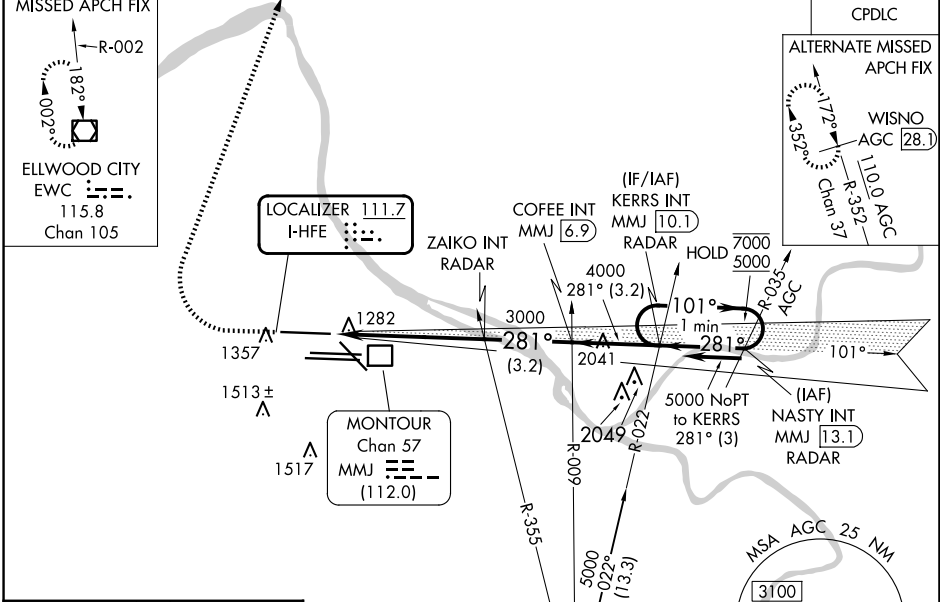 MISSED APCH FIX
R-002
182°
002°
ELLWOOD CITY
EWC
115.8
Chan 105
CPDLC
ALTERNATE MISSED
APCH FIX
172°
352°
WISNO
AGC 28.1
110.0 AGC
R-352
Chan 37
LOCALIZER 111.7
I-HFE
ZAIKO INT
RADAR
COFEE INT
MMJ 6.9
(IF/IAF)
KERRS INT
MMJ 10.1
RADAR
HOLD
7000
5000
R-035
AGC
4000
281° (3.2)
101°
1 min
281°
101°
3000
281°
(3.2)
1282
1357
2041
1513 ±
1517
2049
5000 NoPT
to KERRS
281° (3)
(IAF)
NASTY INT
MMJ 13.1
RADAR
MONTOUR
Chan 57
MMJ
(112.0)
R-355
R-009
R-022
5000
022°
(13.3)
MSA AGC 25 NM
3100